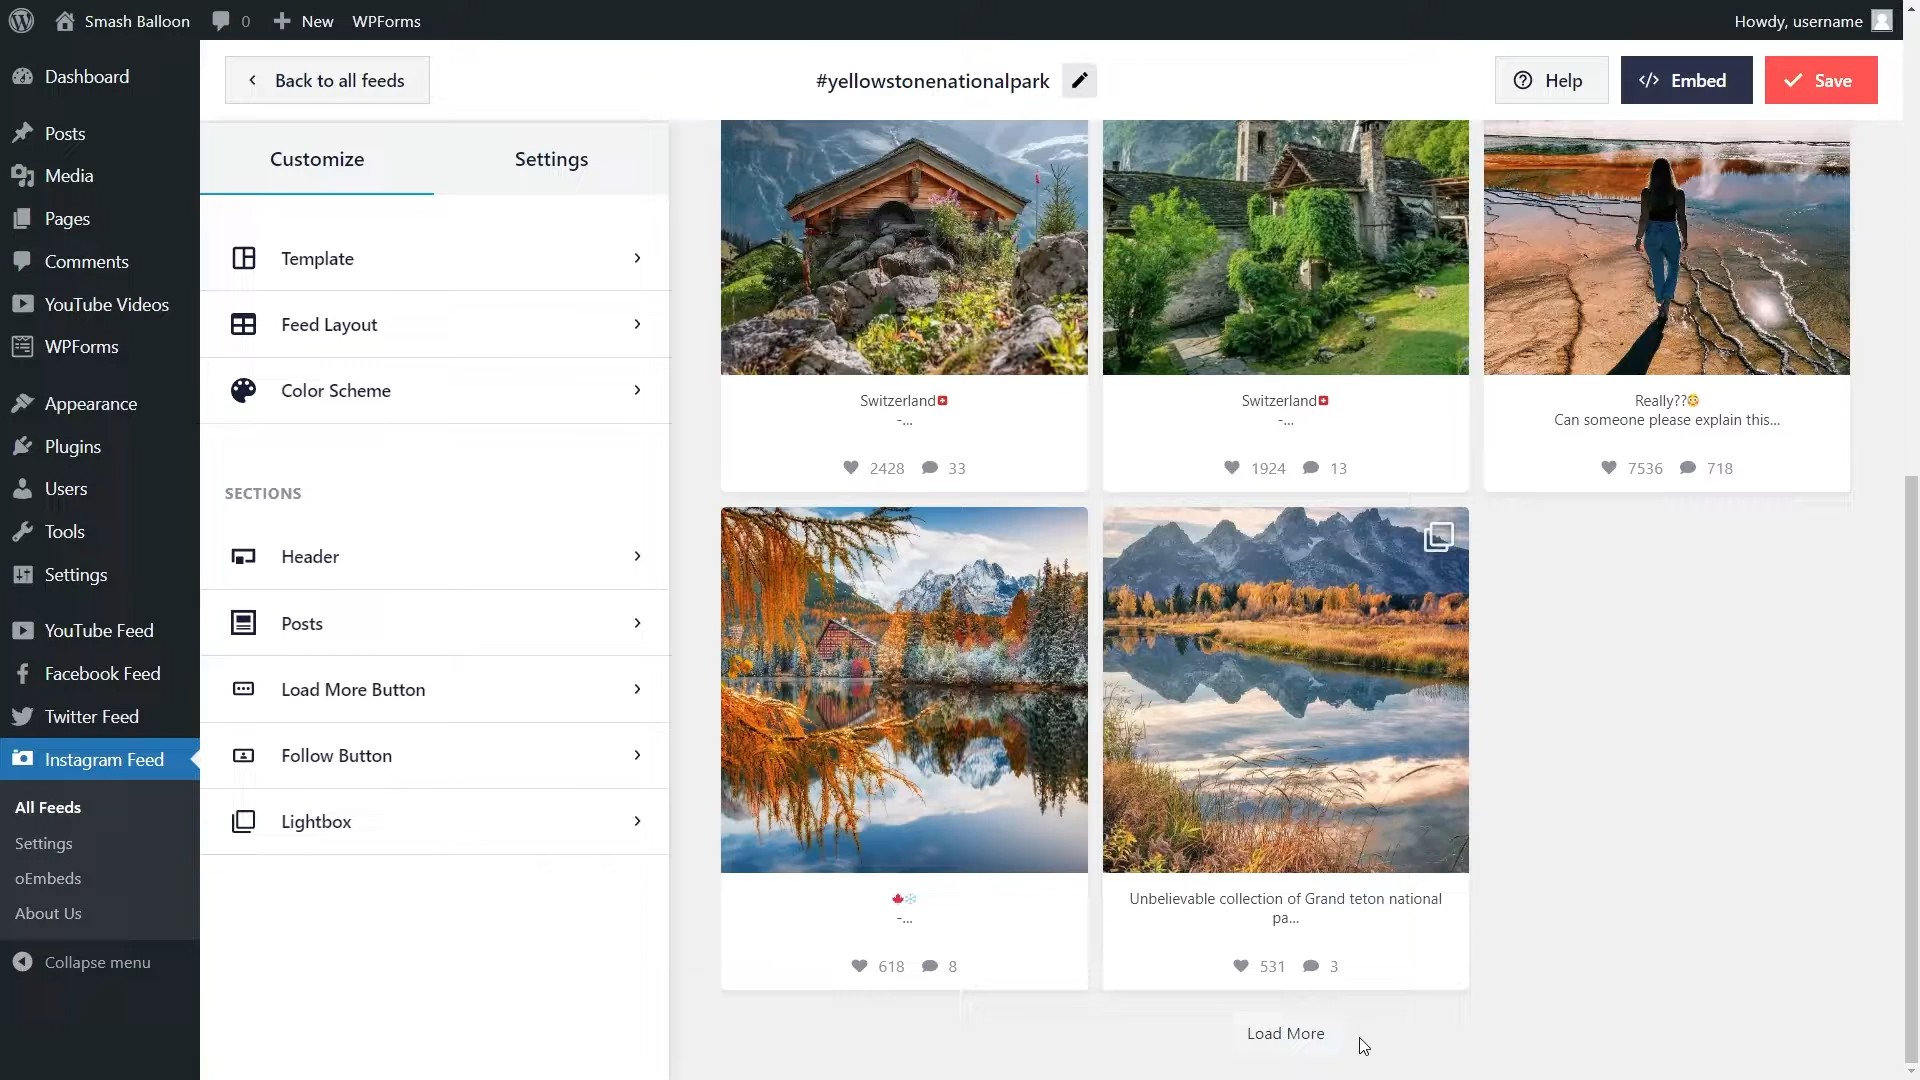 Smash Balloon
0
New
WPForms
Howdy, username
Dashboard
Posts
Media
Pages
Comments
YouTube Videos
WPForms
Appearance
Plugins
Users
Tools
Settings
YouTube Feed
Facebook Feed
Twitter Feed
Instagram Feed
All Feeds
Settings
oEmbeds
About Us
Collapse menu
Back to all feeds
#yellowstonenationalpark
Help
Embed
Save
Customize
Settings
Template
Feed Layout
Color Scheme
SECTIONS
Header
Posts
Load More Button
Follow Button
Lightbox
Switzerland🇨🇭
-...
2428
33
Switzerland🇨🇭
-...
1924
13
Really??😳
Can someone please explain this...
7536
718
🍁❄️
-...
618
8
Unbelievable collection of Grand teton national
pa...
531
3
Load More